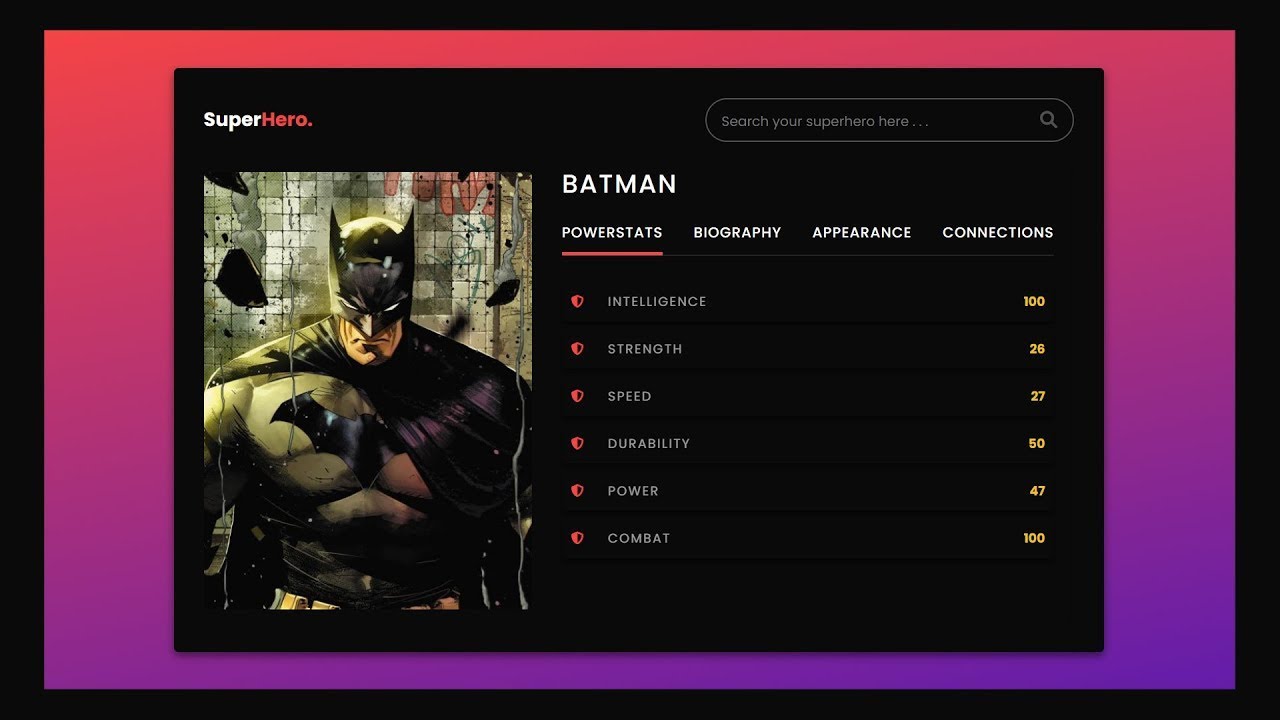 SuperHero.
Search your superhero here . . .
BATMAN
POWERSTATS BIOGRAPHY APPEARANCE CONNECTIONS
INTELLIGENCE 100
STRENGTH 26
SPEED 27
DURABILITY 50
POWER 47
COMBAT 100